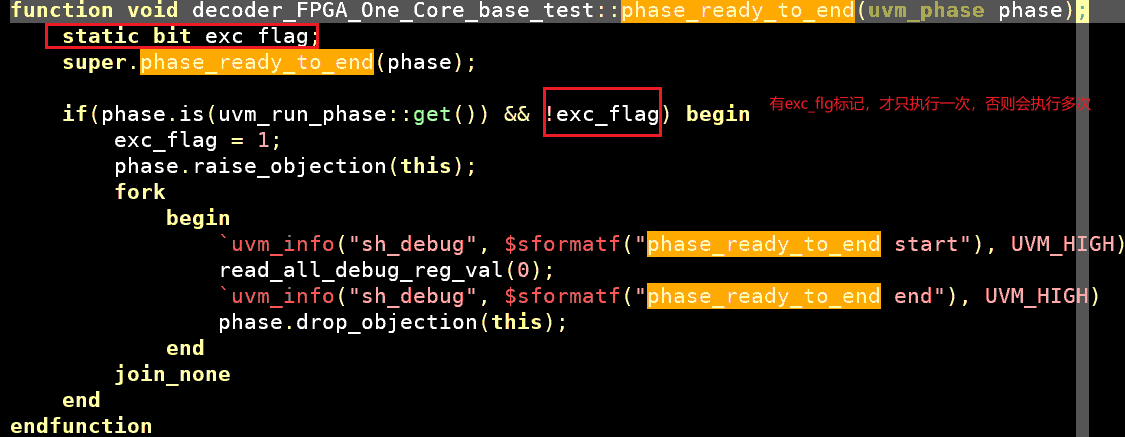 function void decoder_FPGA_One_Core_base_test::phase_ready_to_end(uvm_phase phase);
    static bit exc_flag;
    super.phase_ready_to_end(phase);
    if(phase.is(uvm_run_phase::get()) && !exc_flag) begin 有exc_flg标记，才只执行一次，否则会执行多次
        exc_flag = 1;
        phase.raise_objection(this);
        fork
            begin
                `uvm_info("sh_debug", $sformatf("phase_ready_to_end start"), UVM_HIGH)
                read_all_debug_reg_val(0);
                `uvm_info("sh_debug", $sformatf("phase_ready_to_end end"), UVM_HIGH)
                phase.drop_objection(this);
            end
        join_none
    end
endfunction